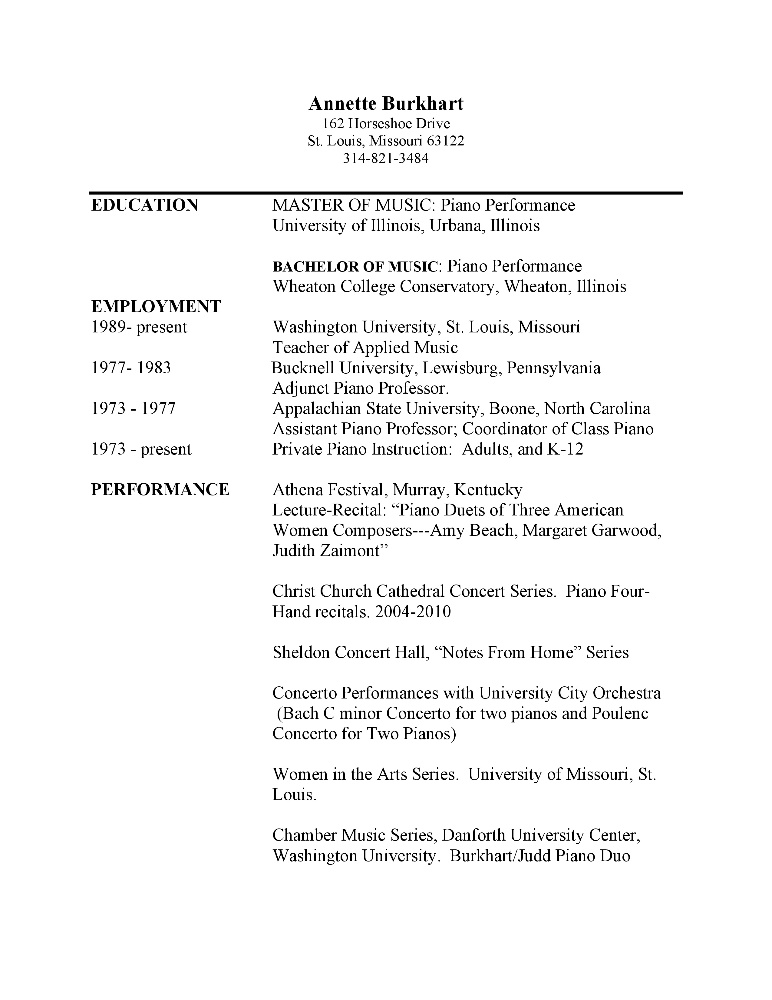 Annette Burkhart
162 Horseshoe Drive
St. Louis, Missouri 63122
314-821-3484
EDUCATION MASTER OF MUSIC: Piano Performance
University of Illinois, Urbana, Illinois
BACHELOR OF MUSIC: Piano Performance
Wheaton College Conservatory, Wheaton, Illinois
EMPLOYMENT
1989- present Washington University, St. Louis, Missouri
Teacher of Applied Music
1977- 1983 Bucknell University, Lewisburg, Pennsylvania
Adjunct Piano Professor.
1973 - 1977 Appalachian State University, Boone, North Carolina
Assistant Piano Professor; Coordinator of Class Piano
1973 - present Private Piano Instruction: Adults, and K-12
PERFORMANCE Athena Festival, Murray, Kentucky
Lecture-Recital: “Piano Duets of Three American
Women Composers---Amy Beach, Margaret Garwood,
Judith Zaimont”
Christ Church Cathedral Concert Series. Piano Four-
Hand recitals. 2004-2010
Sheldon Concert Hall, “Notes From Home” Series
Concerto Performances with University City Orchestra
(Bach C minor Concerto for two pianos and Poulenc
Concerto for Two Pianos)
Women in the Arts Series. University of Missouri, St.
Louis.
Chamber Music Series, Danforth University Center,
Washington University. Burkhart/Judd Piano Duo